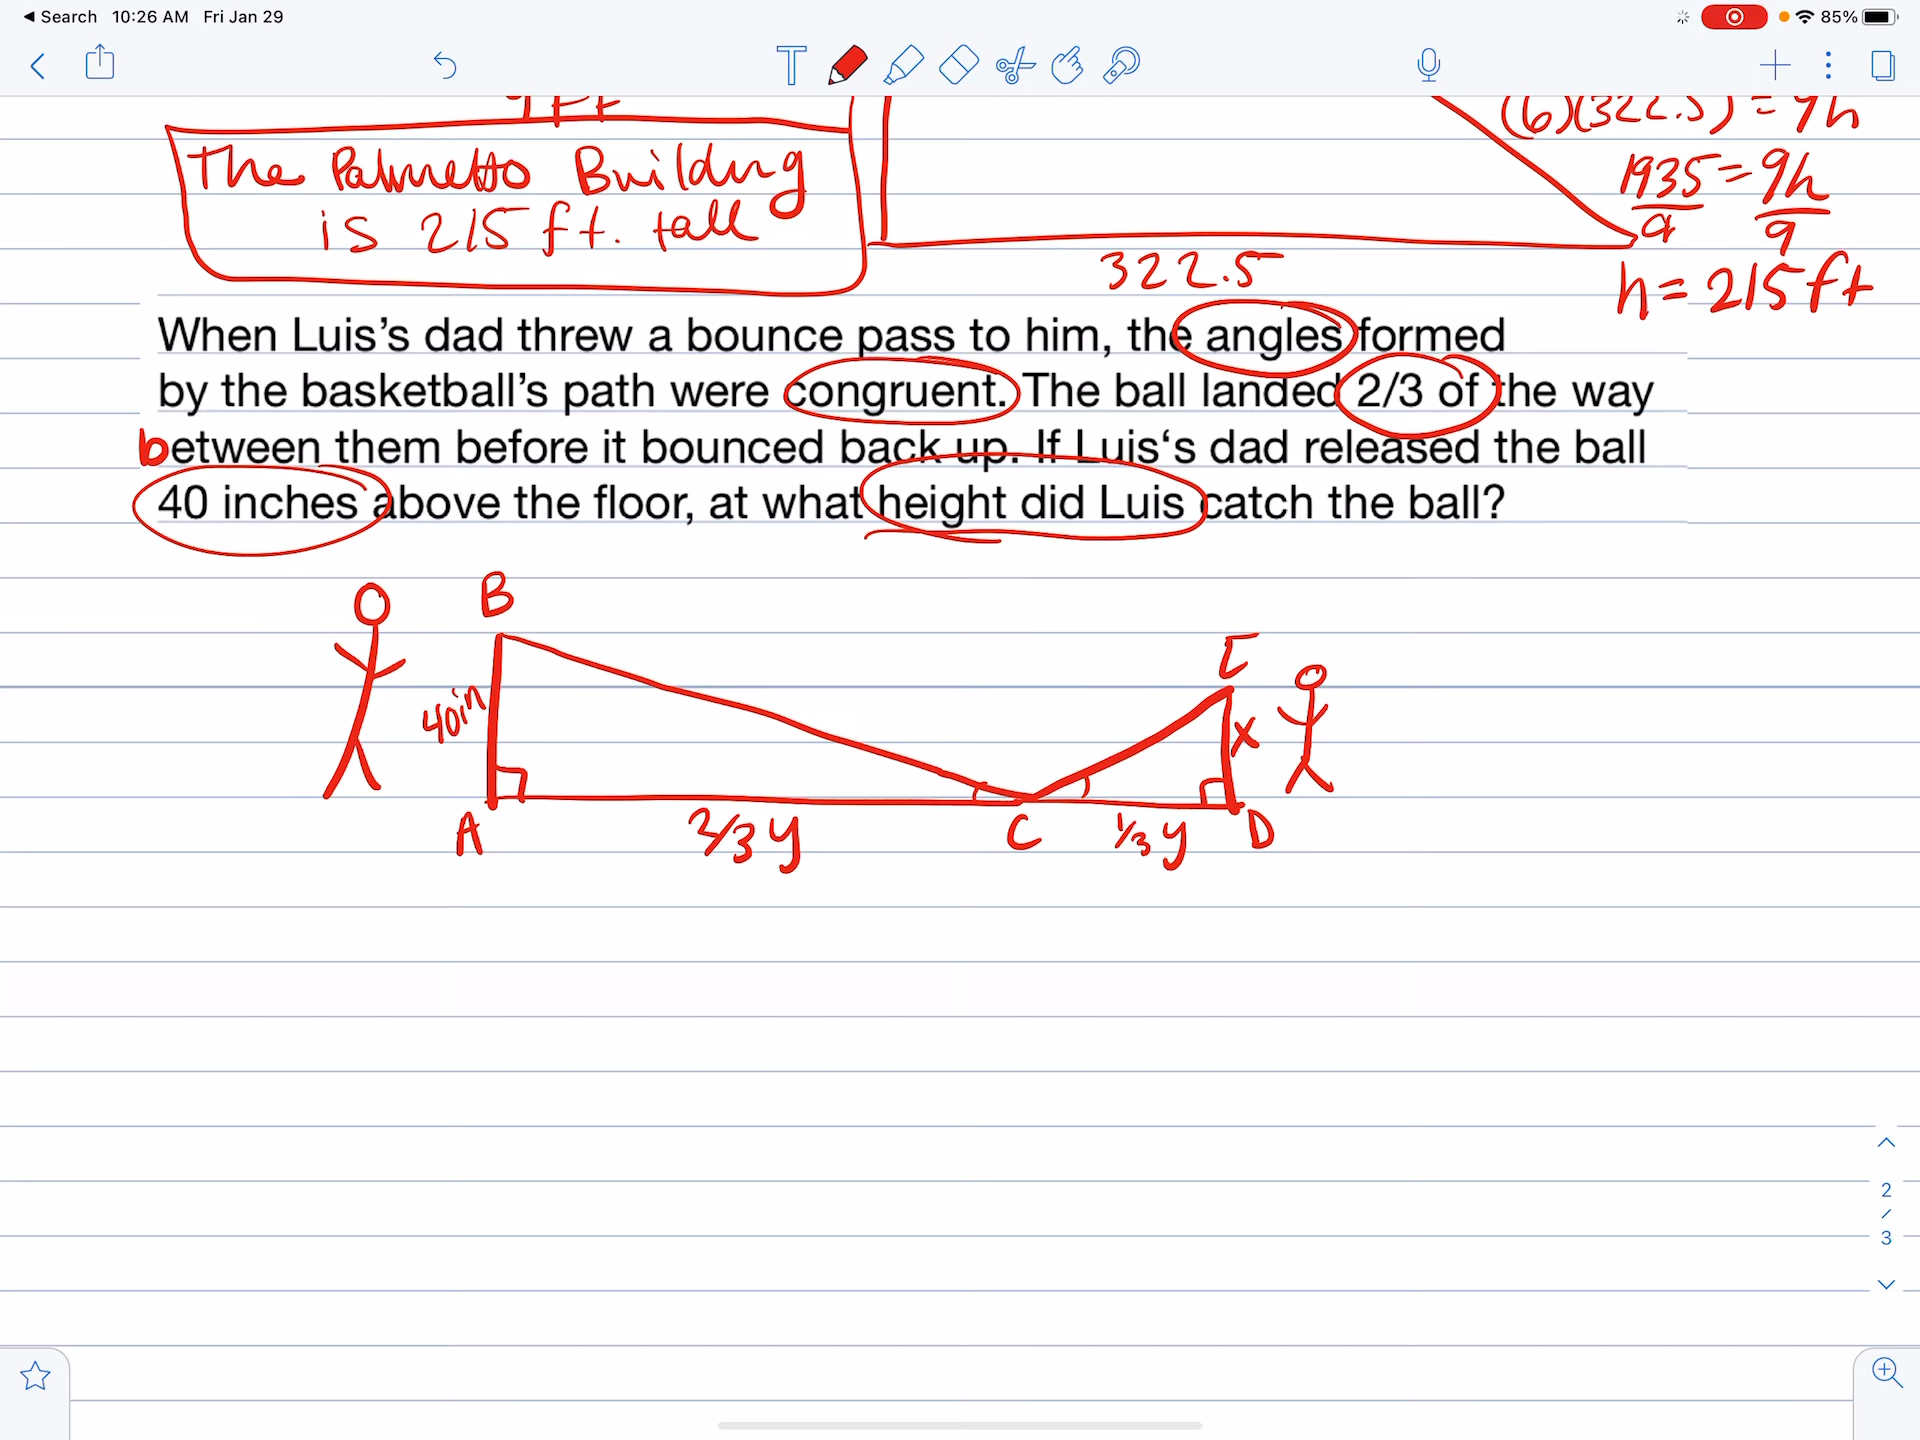 Search 10:26 AM Fri Jan 29 85%
(6)(322.5) = 9h
The Palmetto Building
is 215 ft. tall
1935 = 9h
9 9
322.5
h = 215 ft
When Luis’s dad threw a bounce pass to him, the angles formed
by the basketball’s path were congruent. The ball landed 2/3 of the way
between them before it bounced back up. If Luis‘s dad released the ball
40 inches above the floor, at what height did Luis catch the ball?
B
E
40in
X
A 2/3 y C 1/3 y D
2
/
3